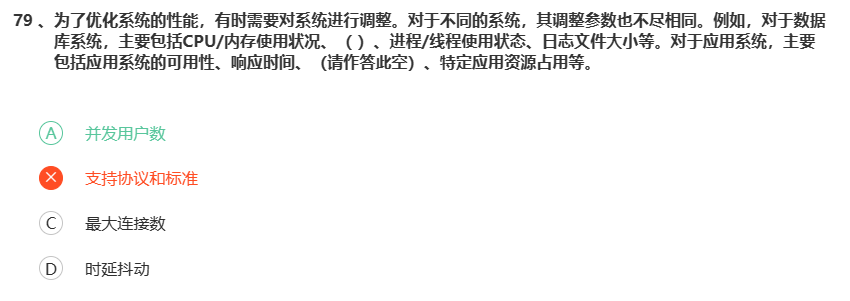 79 、为了优化系统的性能，有时需要对系统进行调整。对于不同的系统，其调整参数也不尽相同。例如，对于数据
库系统，主要包括CPU/内存使用状况、（ ）、进程/线程使用状态、日志文件大小等。对于应用系统，主要
包括应用系统的可用性、响应时间、（请作答此空）、特定应用资源占用等。
A 并发用户数
支持协议和标准
C 最大连接数
D 时延抖动